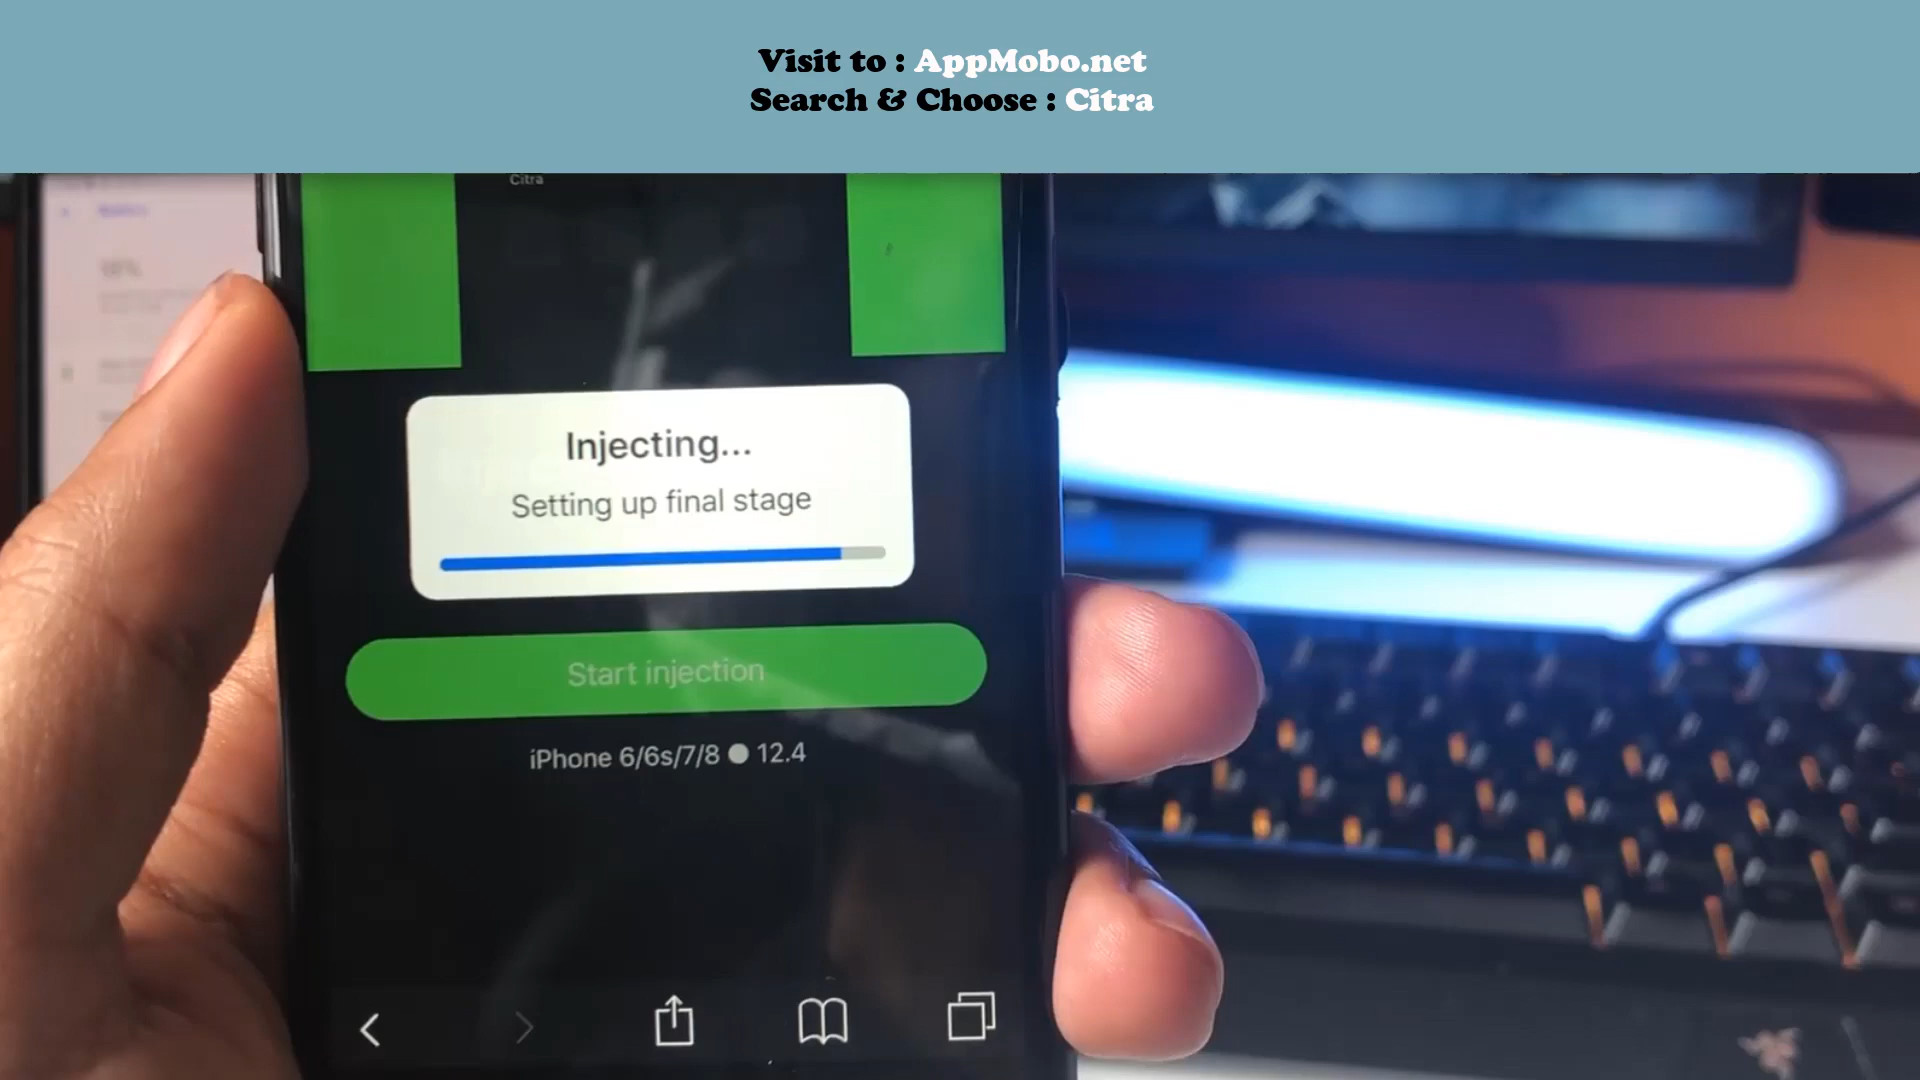 Visit to : AppMobo.net
Search & Choose : Citra
Citra
Injecting...
Setting up final stage
Start injection
iPhone 6/6s/7/8 ● 12.4